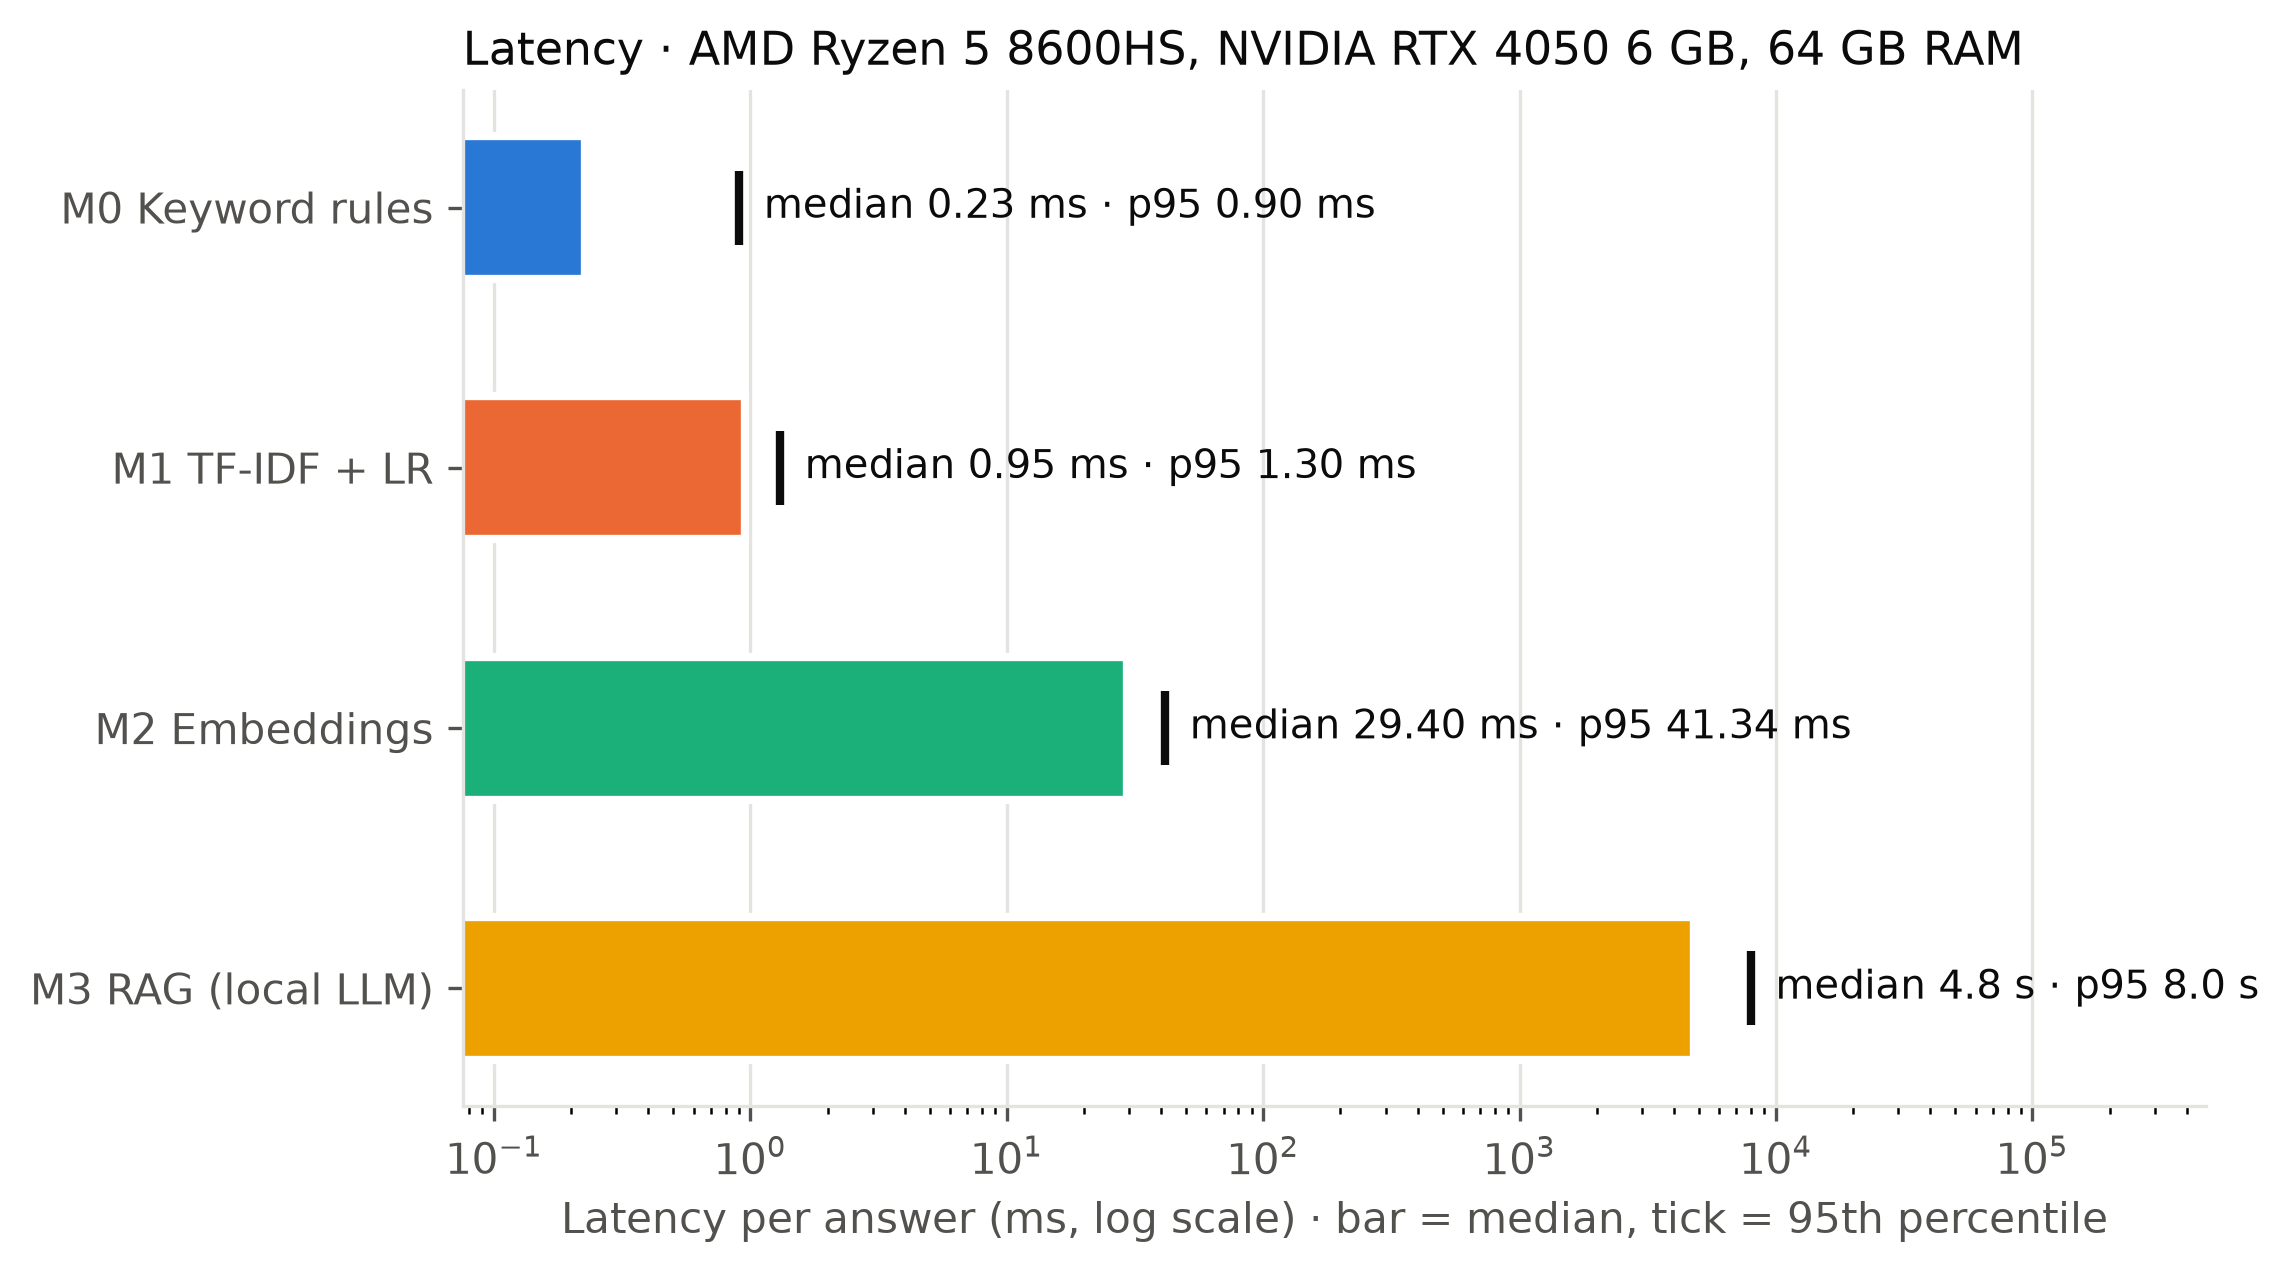 Latency · AMD Ryzen 5 8600HS, NVIDIA RTX 4050 6 GB, 64 GB RAM
M0 Keyword rules
median 0.23 ms · p95 0.90 ms
M1 TF-IDF + LR
median 0.95 ms · p95 1.30 ms
M2 Embeddings
median 29.40 ms · p95 41.34 ms
M3 RAG (local LLM)
median 4.8 s · p95 8.0 s
10⁻¹ 10⁰ 10¹ 10² 10³ 10⁴ 10⁵
Latency per answer (ms, log scale) · bar = median, tick = 95th percentile